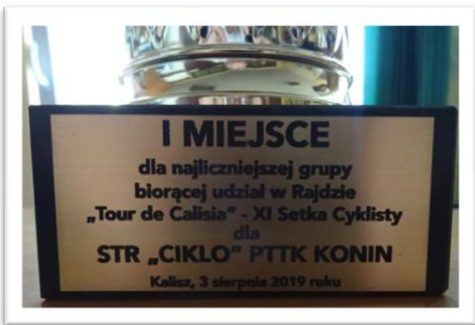 I MIEJSCE
dla najliczniejszej grupy
biorącej udział w Rajdzie
„Tour de Calisia" - XI Setka Cyklisty
dla
STR „CIKLO" PTTK KONIN
Kalisz, 3 sierpnia 2019 roku